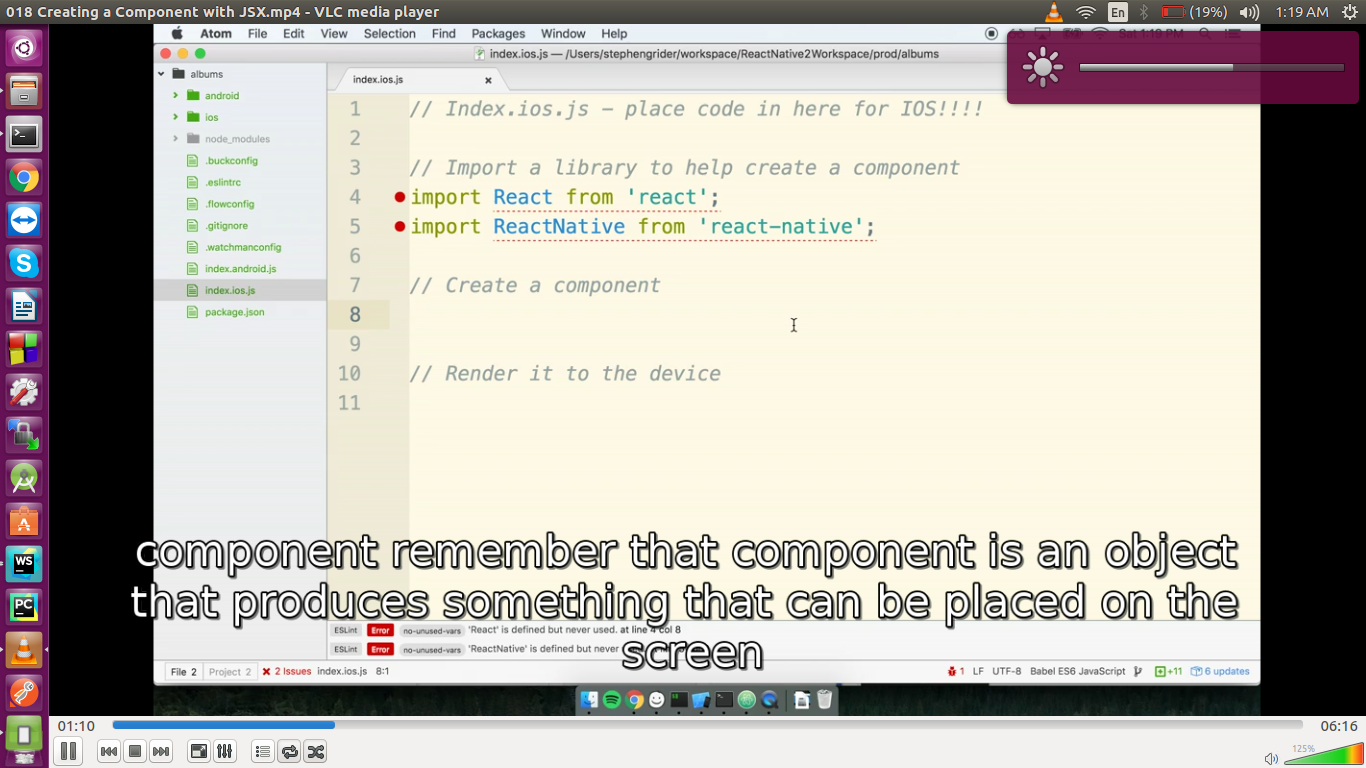 018 Creating a Component with JSX.mp4 - VLC media player
En
(19%)
1:19 AM
Atom File Edit View Selection Find Packages Window Help
index.ios.js — /Users/stephengrider/workspace/ReactNative2Workspace/prod/albums
albums
android
ios
node_modules
.buckconfig
.eslintrc
.flowconfig
.gitignore
.watchmanconfig
index.android.js
index.ios.js
package.json
index.ios.js
1 // Index.ios.js – place code in here for IOS!!!!
2
3 // Import a library to help create a component
4 import React from 'react';
5 import ReactNative from 'react-native';
6
7 // Create a component
8
9
10 // Render it to the device
11
component remember that component is an object
that produces something that can be placed on the
screen
ESLint Error no-unused-vars 'React' is defined but never used. at line 4 col 8
ESLint Error no-unused-vars 'ReactNative' is defined but never
File 2 Project 2 2 Issues index.ios.js 8:1
1 LF UTF-8 Babel ES6 JavaScript +11 6 updates
WS
PC
01:10
06:16
125%